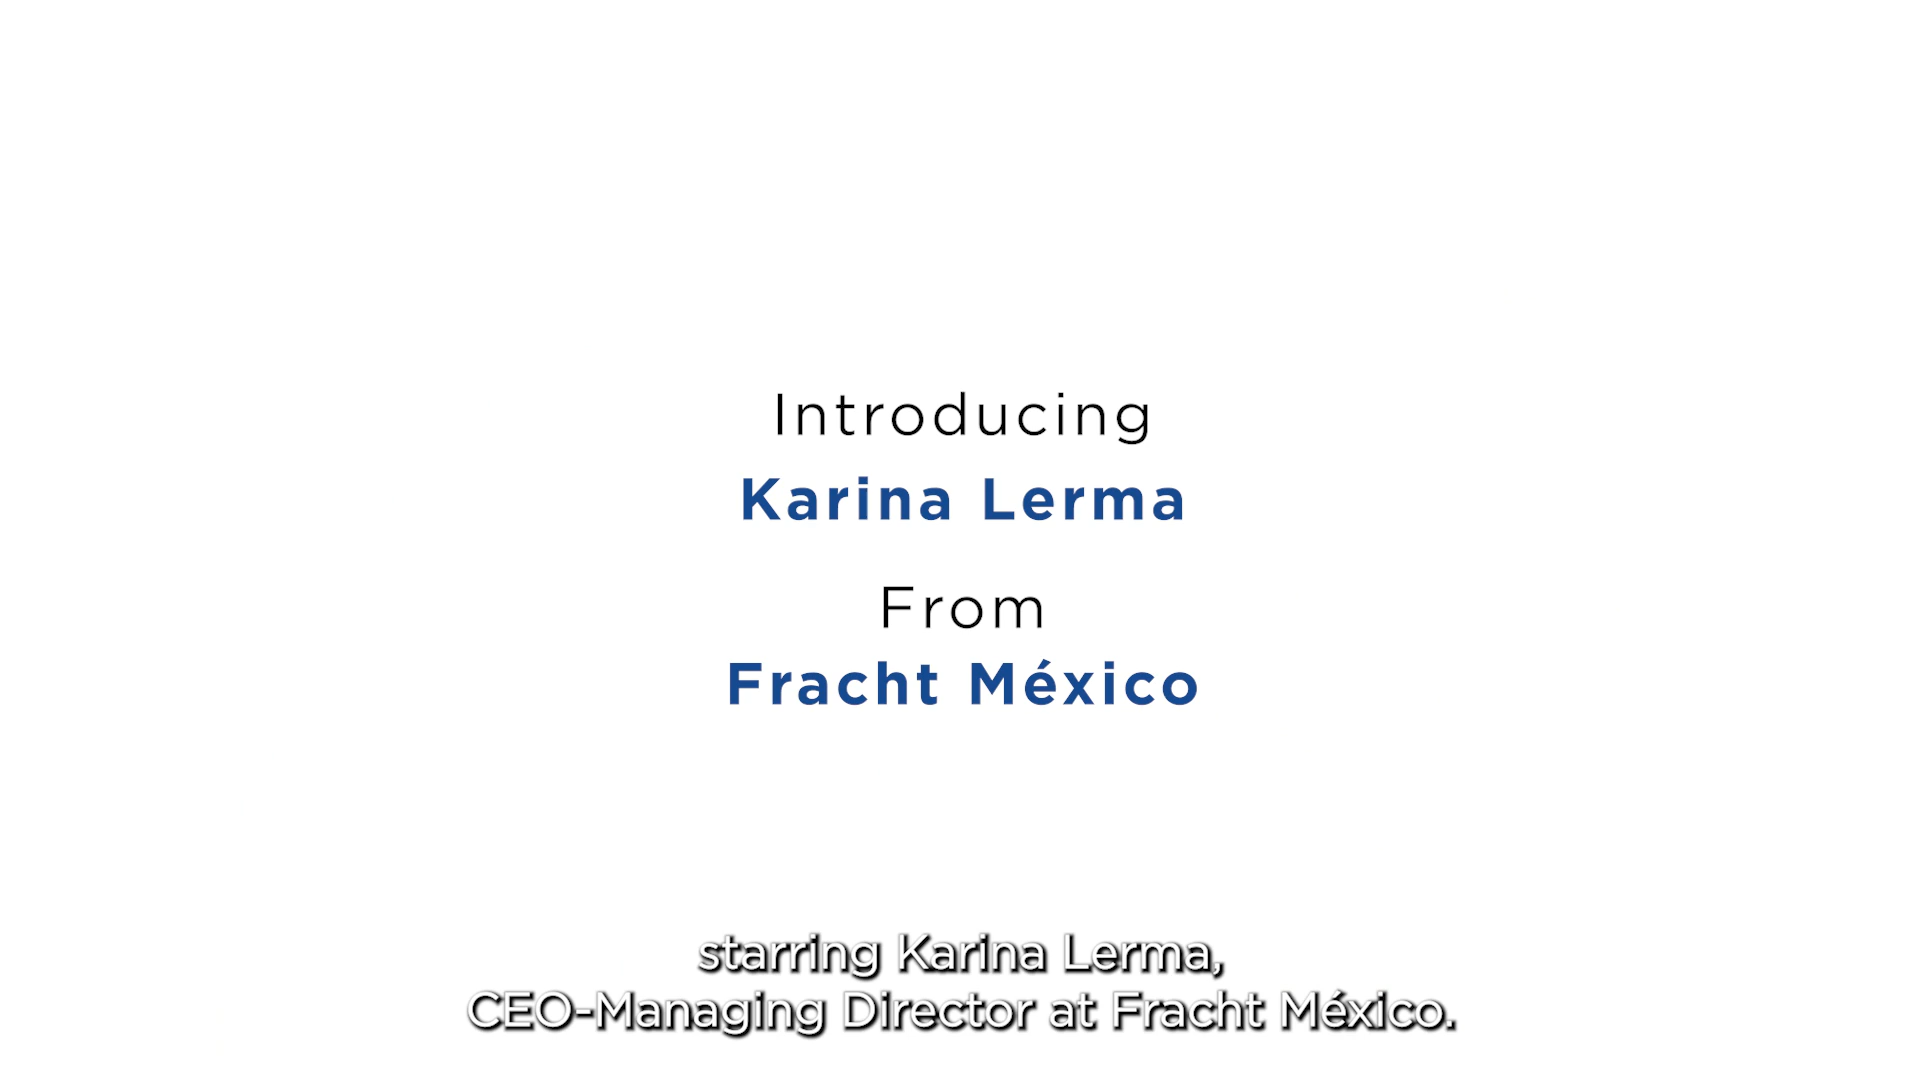 Introducing
Karina Lerma
From
Fracht México
starring Karina Lerma,
CEO-Managing Director at Fracht México.